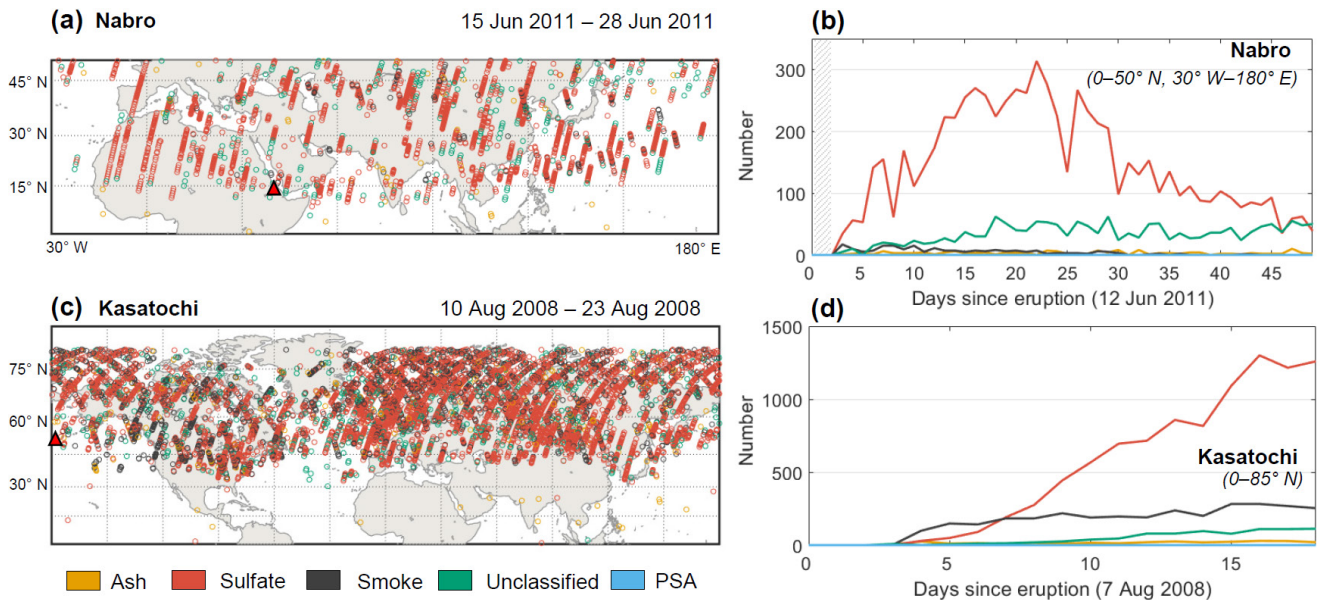 (a) Nabro 15 Jun 2011 – 28 Jun 2011
45° N
30° N
15° N
30° W 180° E
(b)
Nabro
(0–50° N, 30° W–180° E)
Number
300
200
100
0
0 5 10 15 20 25 30 35 40 45
Days since eruption (12 Jun 2011)
(c) Kasatochi 10 Aug 2008 – 23 Aug 2008
75° N
60° N
30° N
(d)
1500
1000
500
0
Number
Kasatochi
(0–85° N)
0 5 10 15
Days since eruption (7 Aug 2008)
Ash Sulfate Smoke Unclassified PSA